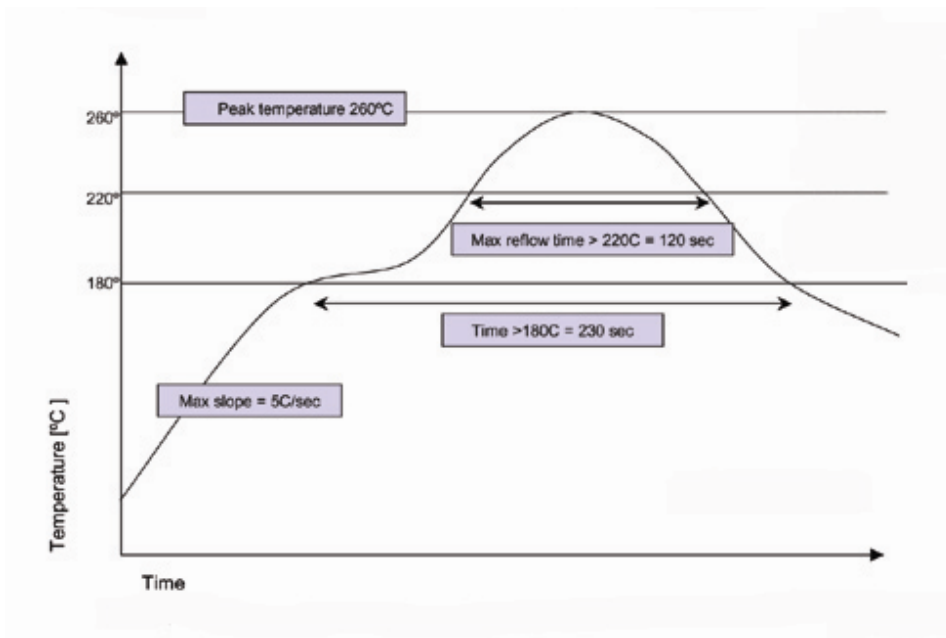 Peak temperature 260ºC
260º
220º
Max reflow time > 220C = 120 sec
180º
Time >180C = 230 sec
Max slope = 5C/sec
Temperature [ºC ]
Time